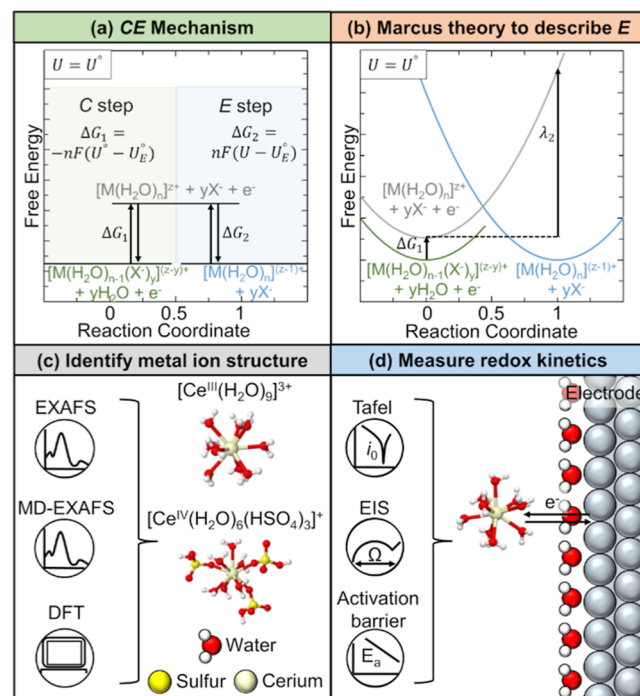 (a) CE Mechanism
U = U°
C step
E step
ΔG₁ =
−nF(U° − U°_E)
ΔG₂ =
nF(U − U°_E)
[M(H₂O)ₙ]ᶻ⁺ + yX⁻ + e⁻
ΔG₁
ΔG₂
[M(H₂O)ₙ₋₁(X⁻)ᵧ]⁽ᶻ⁻ʸ⁾⁺
+ yH₂O + e⁻
[M(H₂O)ₙ]⁽ᶻ⁻¹⁾⁺
+ yX⁻
Free Energy
0
0.5
1
Reaction Coordinate
(b) Marcus theory to describe E
U = U°
λ₂
[M(H₂O)ₙ]ᶻ⁺
+ yX⁻ + e⁻
ΔG₁
[M(H₂O)ₙ₋₁(X⁻)ᵧ]⁽ᶻ⁻ʸ⁾⁺
+ yH₂O + e⁻
[M(H₂O)ₙ]⁽ᶻ⁻¹⁾⁺
+ yX⁻
Free Energy
0
0.5
1
Reaction Coordinate
(c) Identify metal ion structure
EXAFS
MD-EXAFS
DFT
[Ceᴵᴵᴵ(H₂O)₉]³⁺
[Ceᴵⱽ(H₂O)₆(HSO₄)₃]⁺
Water
Sulfur
Cerium
(d) Measure redox kinetics
Tafel
i₀
EIS
Ω
Activation
barrier
Eₐ
Electrode
e⁻